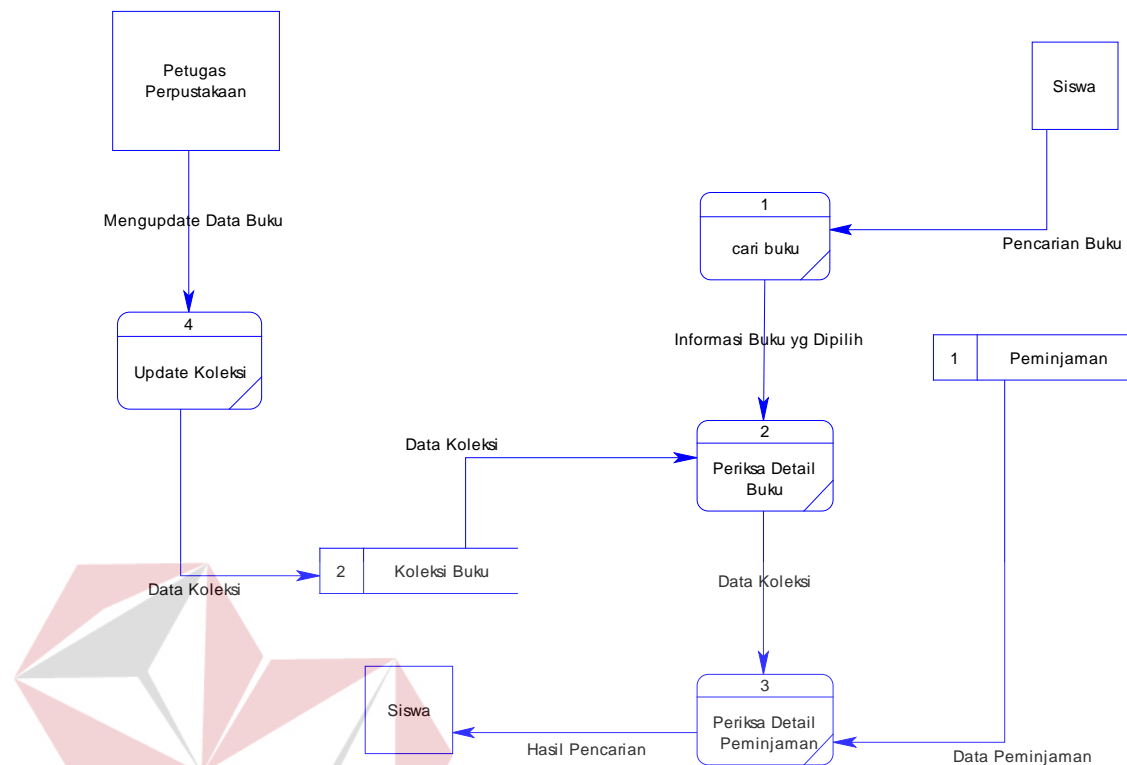 Petugas
Perpustakaan
Siswa
Mengupdate Data Buku
1
cari buku
Pencarian Buku
4
Update Koleksi
Informasi Buku yg Dipilih
1
Peminjaman
Data Koleksi
2
Periksa Detail
Buku
2
Koleksi Buku
Data Koleksi
Data Koleksi
Siswa
3
Periksa Detail
Peminjaman
Hasil Pencarian
Data Peminjaman